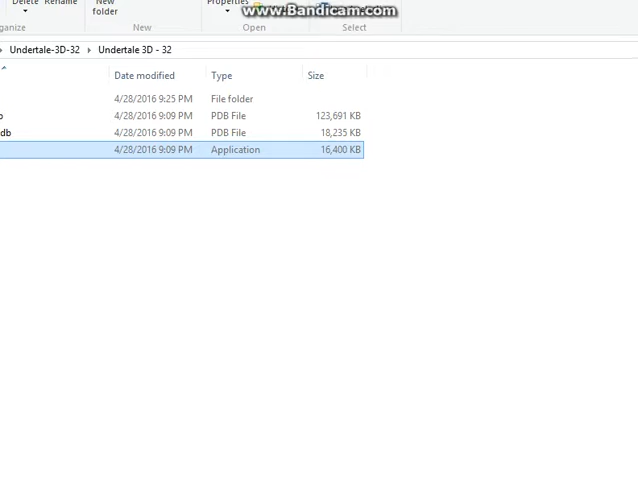 Delete Rename New folder Properties www.Bandicam.com
Organize New Open Select
Undertale-3D-32 Undertale 3D - 32
Date modified Type Size
4/28/2016 9:25 PM File folder
4/28/2016 9:09 PM PDB File 123,691 KB
db 4/28/2016 9:09 PM PDB File 18,235 KB
4/28/2016 9:09 PM Application 16,400 KB